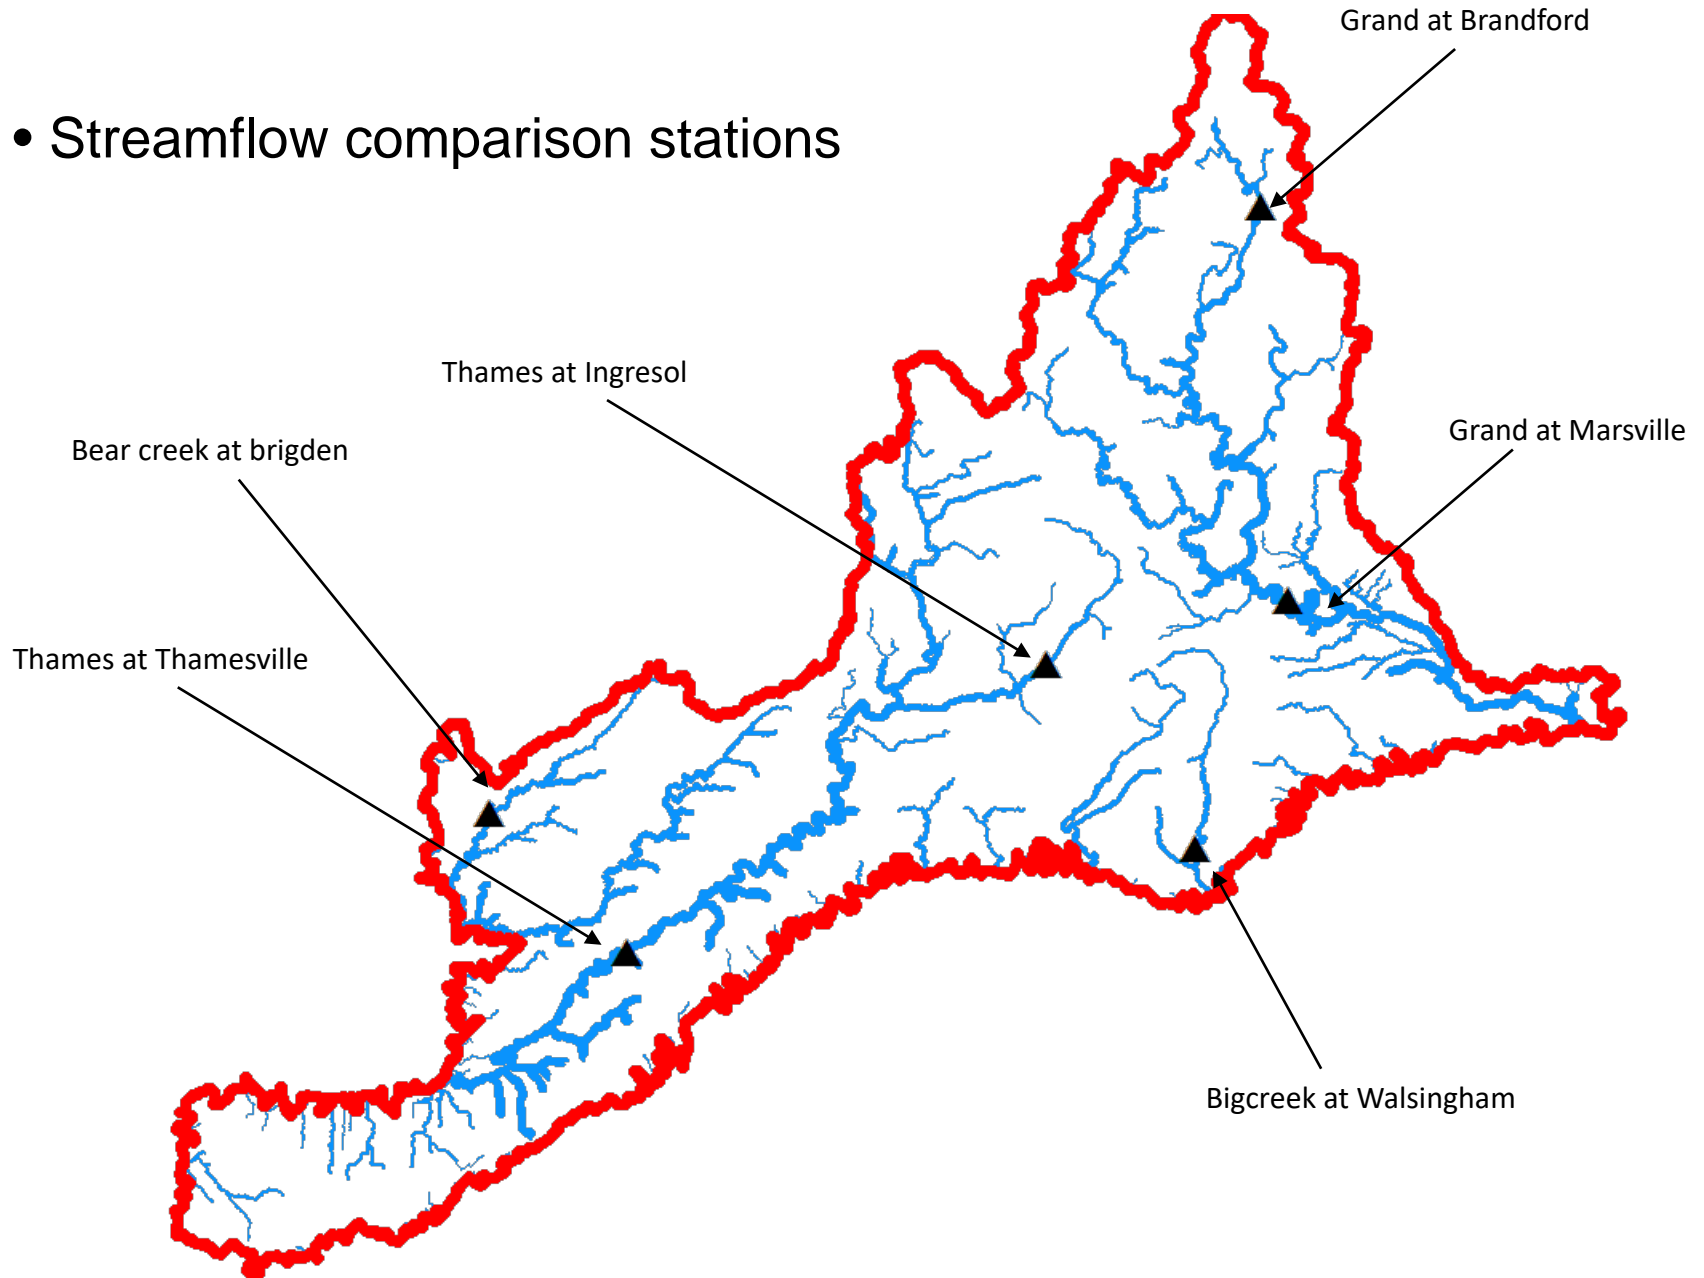 Grand at Brandford
• Streamflow comparison stations
Thames at Ingresol
Grand at Marsville
Bear creek at brigden
Thames at Thamesville
Bigcreek at Walsingham